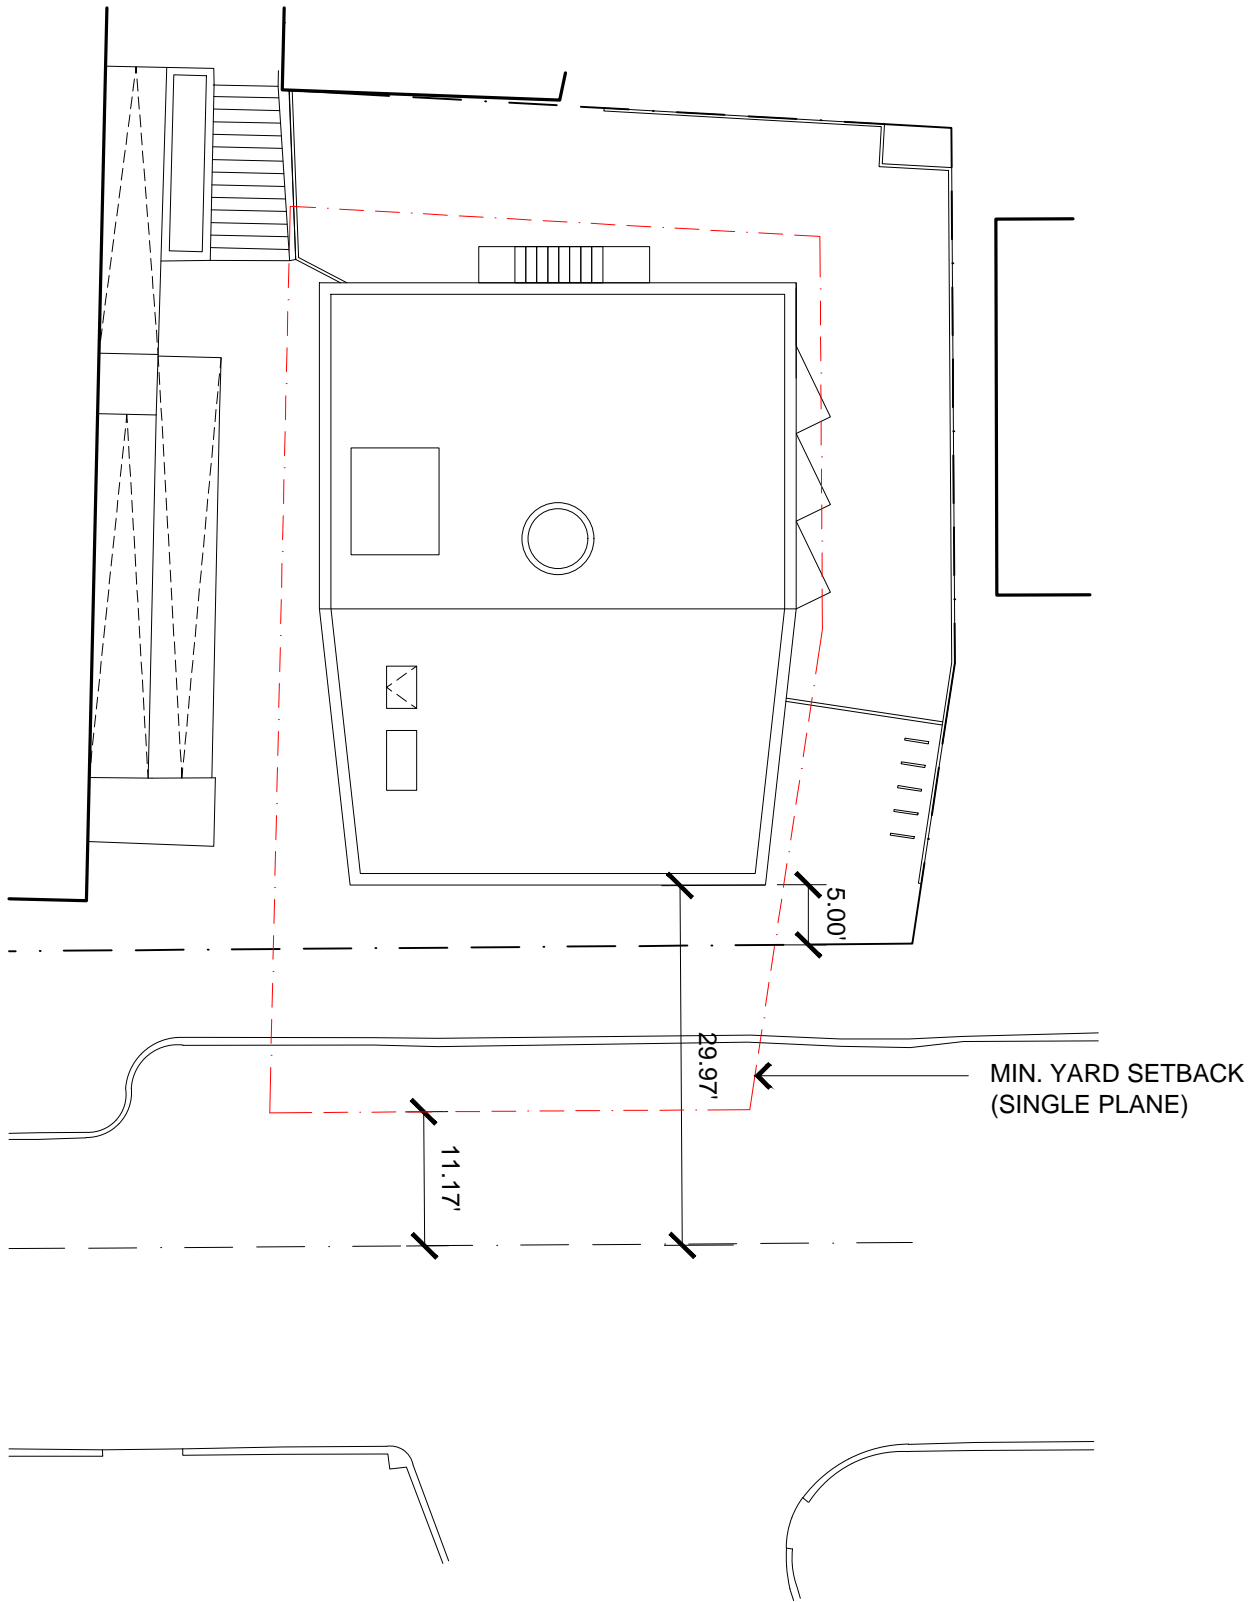 5.00'
29.97'
MIN. YARD SETBACK
(SINGLE PLANE)
11.17'